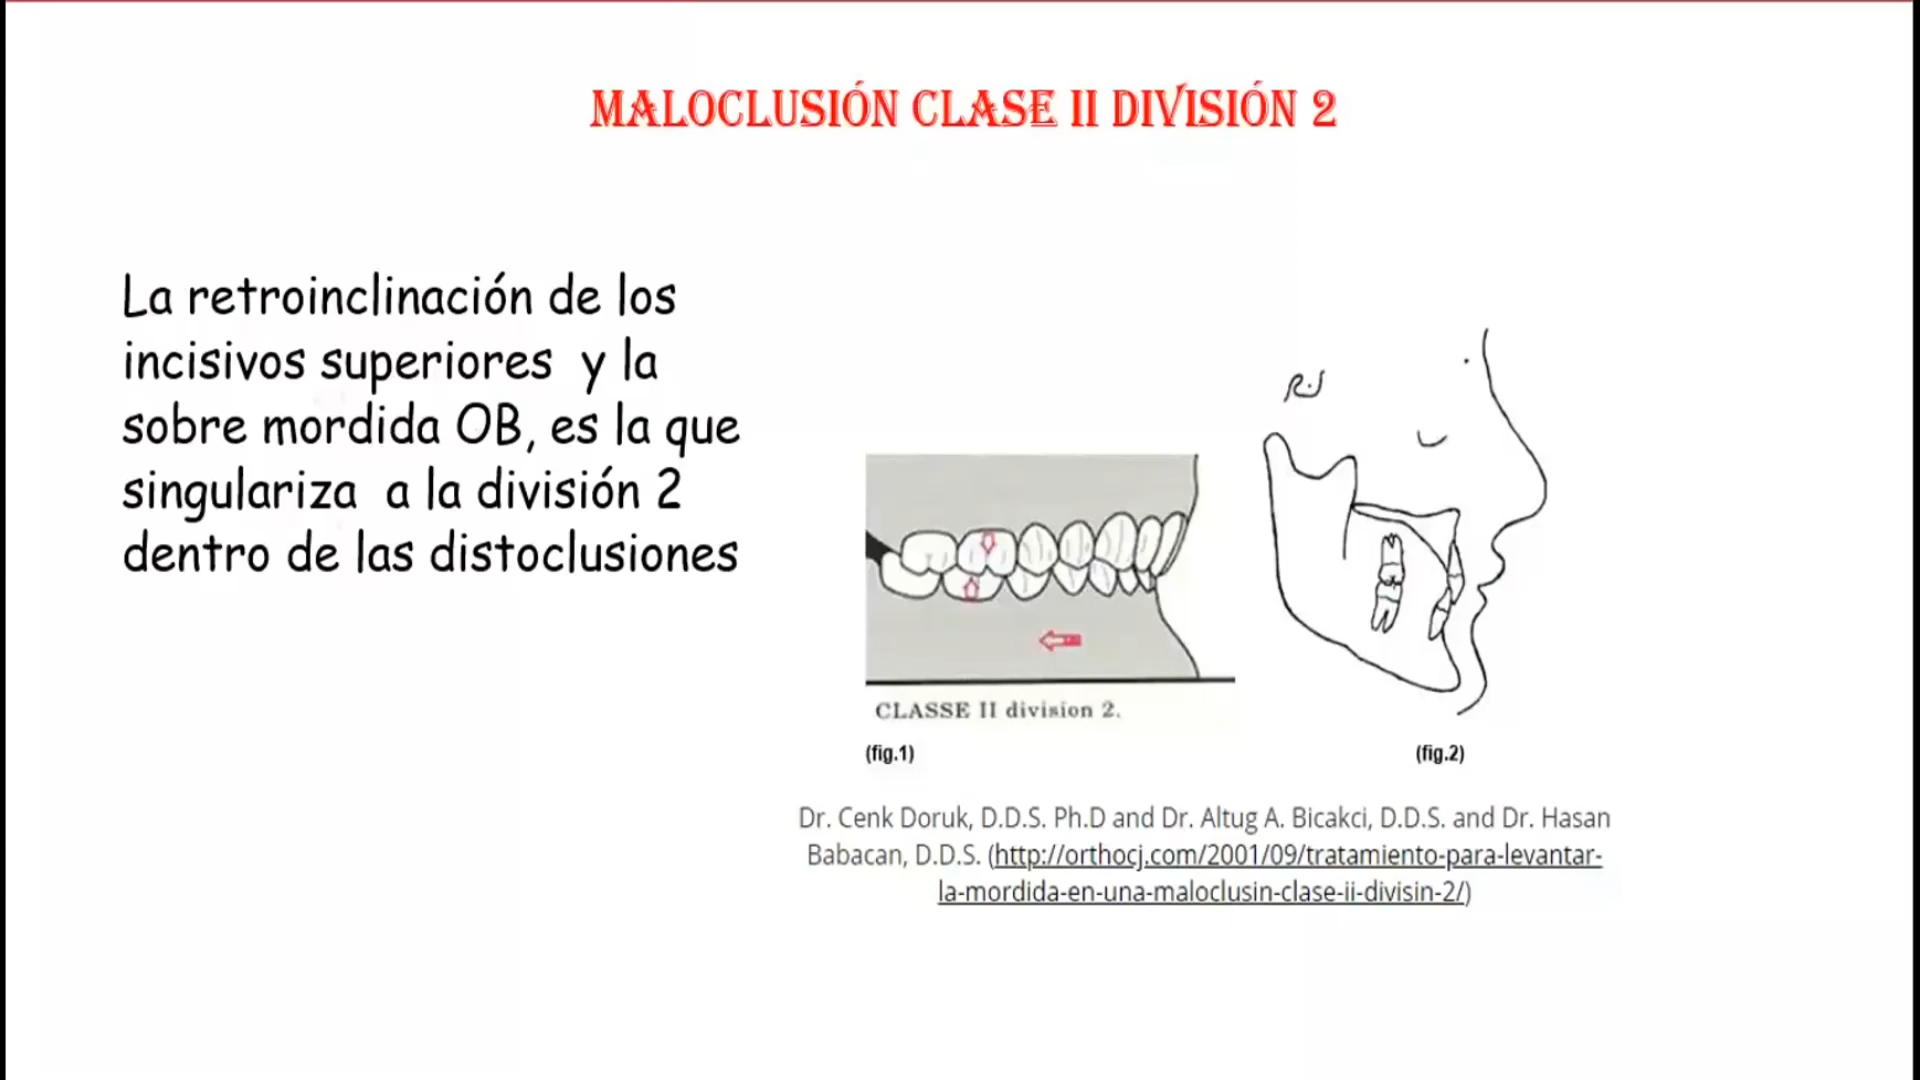 MALOCLUSIÓN CLASE II DIVISIÓN 2
La retroinclinación de los
incisivos superiores y la
sobre mordida OB, es la que
singulariza a la división 2
dentro de las distoclusiones
CLASSE II division 2.
(fig.1)
(fig.2)
Dr. Cenk Doruk, D.D.S. Ph.D and Dr. Altug A. Bicakci, D.D.S. and Dr. Hasan
Babacan, D.D.S. (http://orthocj.com/2001/09/tratamiento-para-levantar-
la-mordida-en-una-maloclusin-clase-ii-divisin-2/)